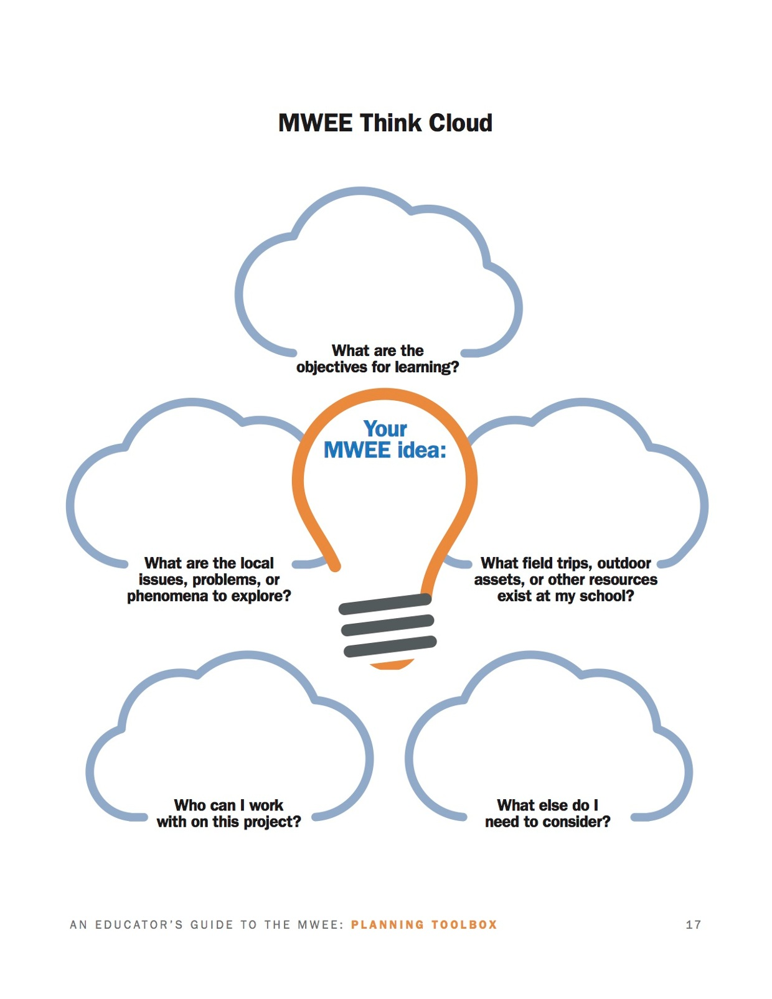 MWEE Think Cloud
What are the
objectives for learning?
Your
MWEE idea:
What are the local
issues, problems, or
phenomena to explore?
What field trips, outdoor
assets, or other resources
exist at my school?
Who can I work
with on this project?
What else do I
need to consider?
AN EDUCATOR’S GUIDE TO THE MWEE: PLANNING TOOLBOX 17